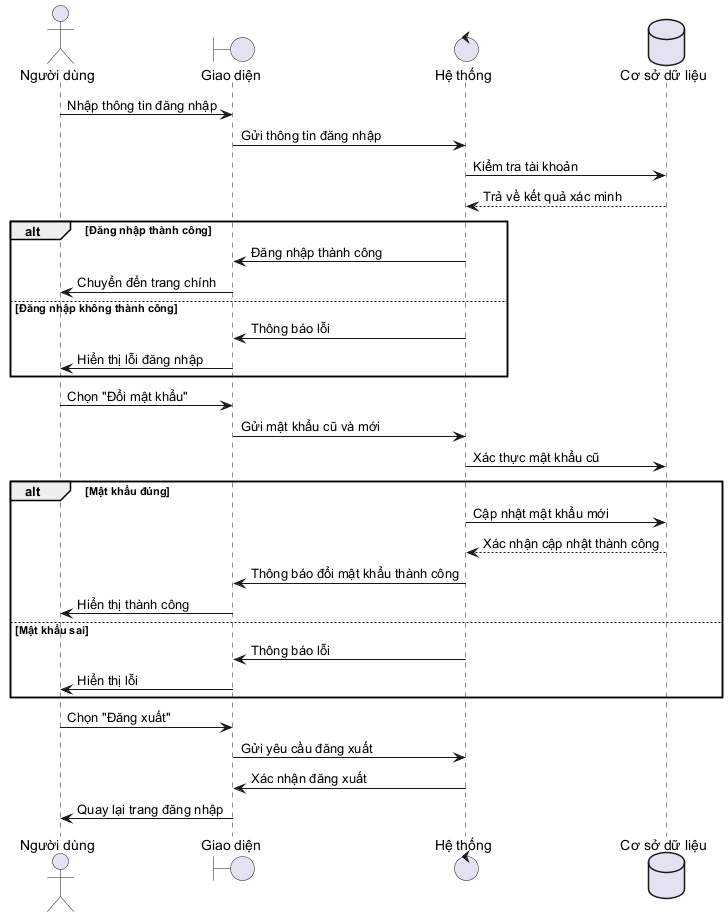 Người dùng Giao diện Hệ thống Cơ sở dữ liệu
Nhập thông tin đăng nhập
Gửi thông tin đăng nhập
Kiểm tra tài khoản
Trả về kết quả xác minh
alt [Đăng nhập thành công]
Đăng nhập thành công
Chuyển đến trang chính
[Đăng nhập không thành công]
Thông báo lỗi
Hiển thị lỗi đăng nhập
Chọn "Đổi mật khẩu"
Gửi mật khẩu cũ và mới
Xác thực mật khẩu cũ
alt [Mật khẩu đúng]
Cập nhật mật khẩu mới
Xác nhận cập nhật thành công
Thông báo đổi mật khẩu thành công
Hiển thị thành công
[Mật khẩu sai]
Thông báo lỗi
Hiển thị lỗi
Chọn "Đăng xuất"
Gửi yêu cầu đăng xuất
Xác nhận đăng xuất
Quay lại trang đăng nhập
Người dùng Giao diện Hệ thống Cơ sở dữ liệu